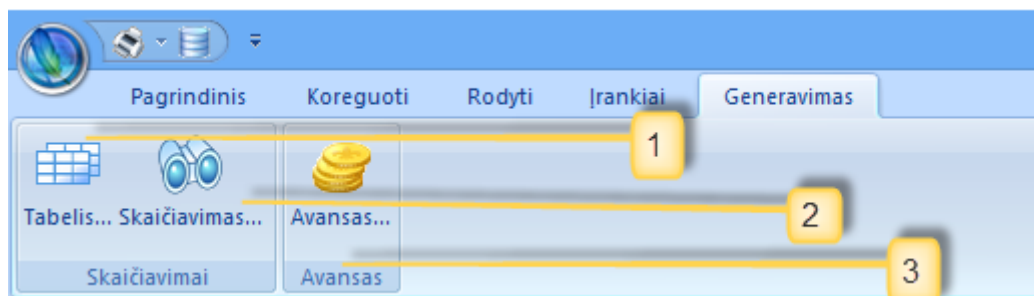 Pagrindinis Koreguoti Rodyti Įrankiai Generavimas
1
Tabelis... Skaičiavimas... Avansas...
2
Skaičiavimai Avansas
3